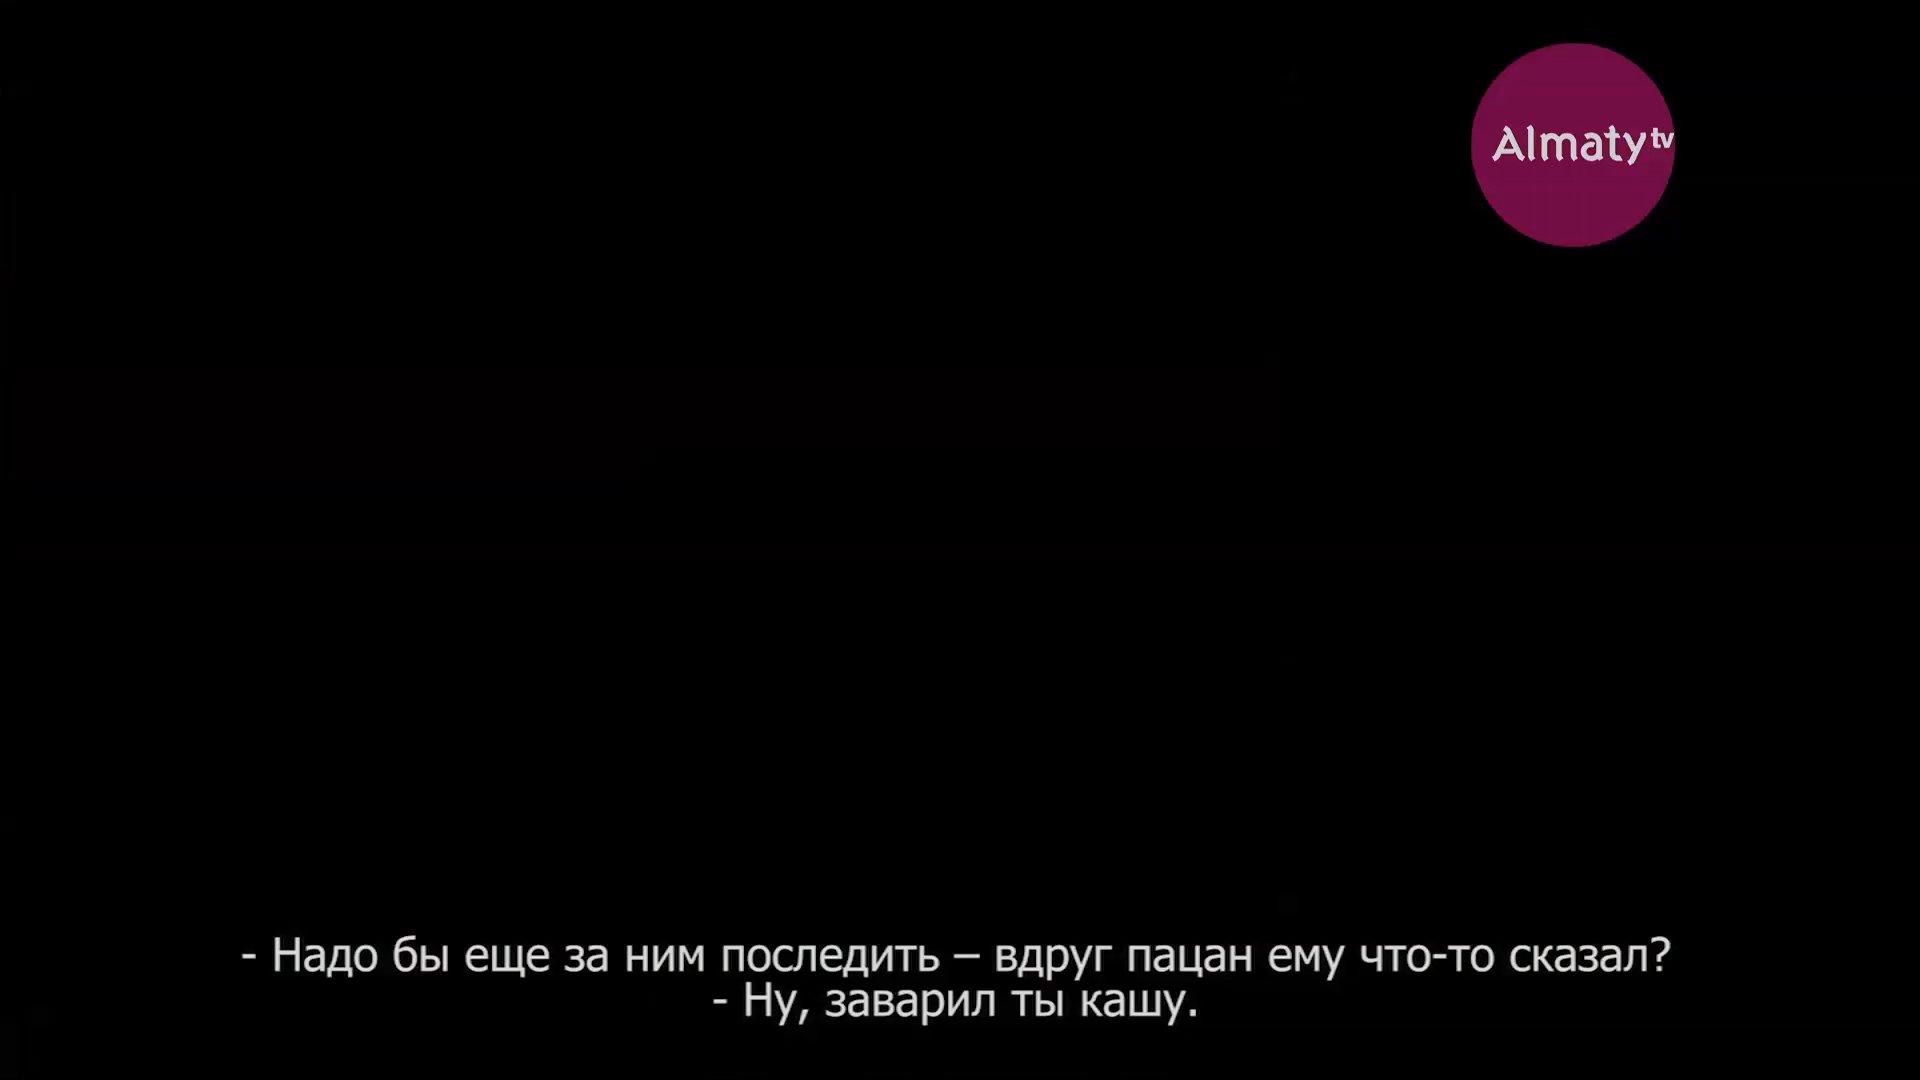 Almaty tv
- Надо бы еще за ним последить – вдруг пацан ему что-то сказал?
- Ну, заварил ты кашу.